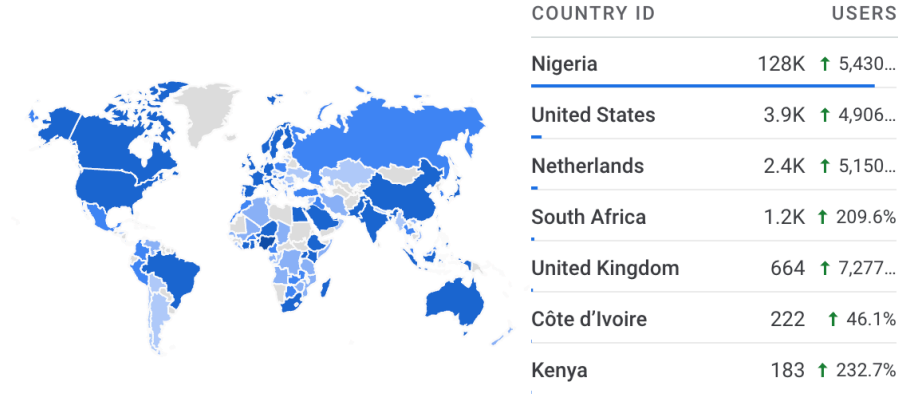 COUNTRY ID USERS
Nigeria 128K ↑ 5,430…
United States 3.9K ↑ 4,906…
Netherlands 2.4K ↑ 5,150…
South Africa 1.2K ↑ 209.6%
United Kingdom 664 ↑ 7,277…
Côte d’Ivoire 222 ↑ 46.1%
Kenya 183 ↑ 232.7%